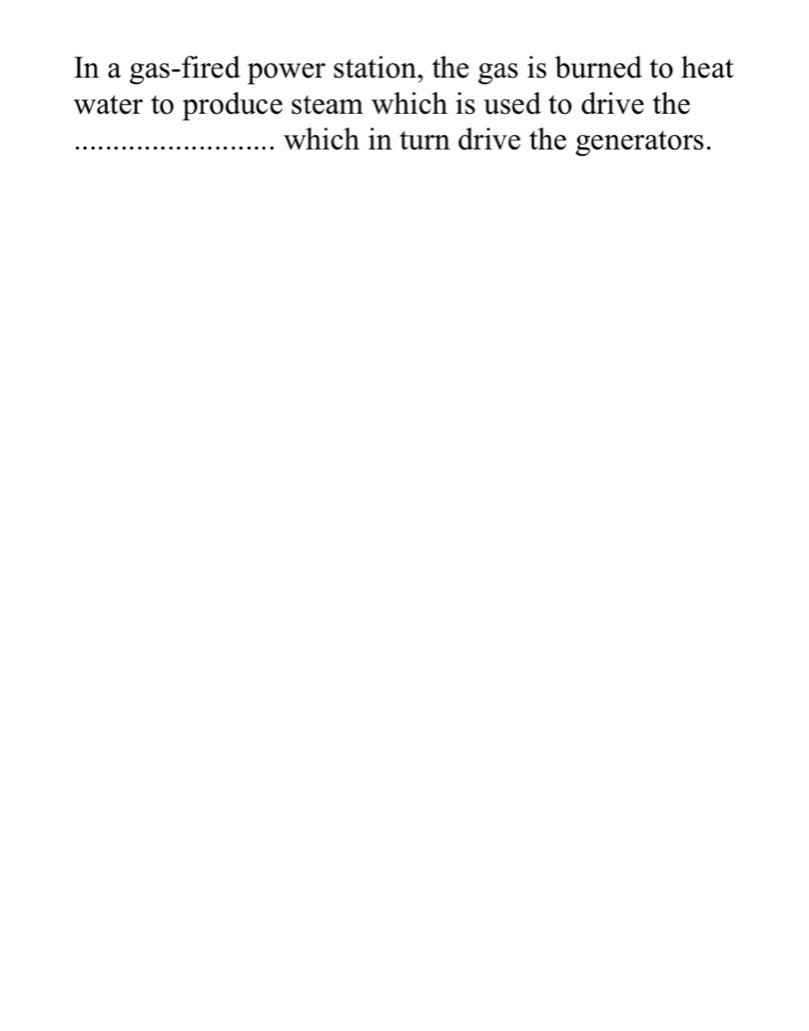 In a gas-fired power station, the gas is burned to heat
water to produce steam which is used to drive the
.......................... which in turn drive the generators.